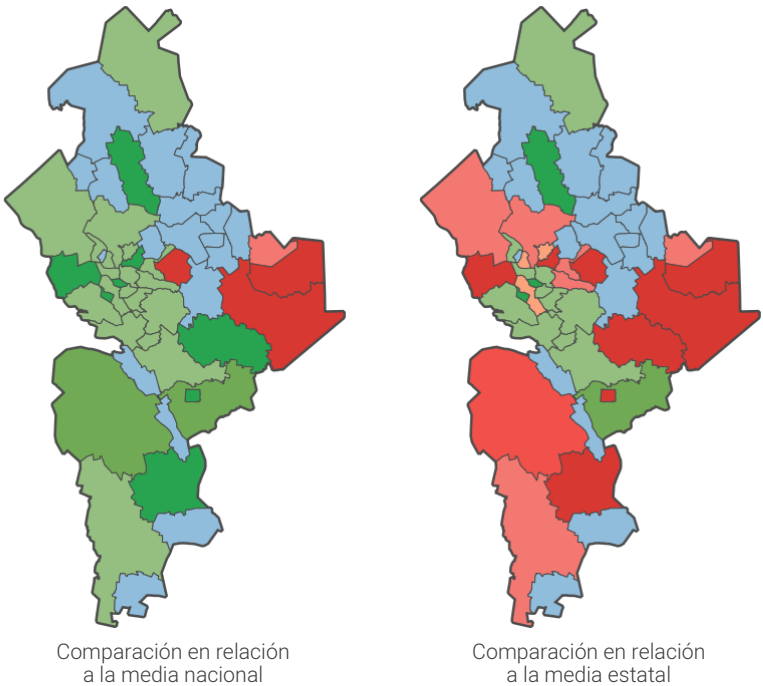 Comparación en relación
a la media nacional
Comparación en relación
a la media estatal